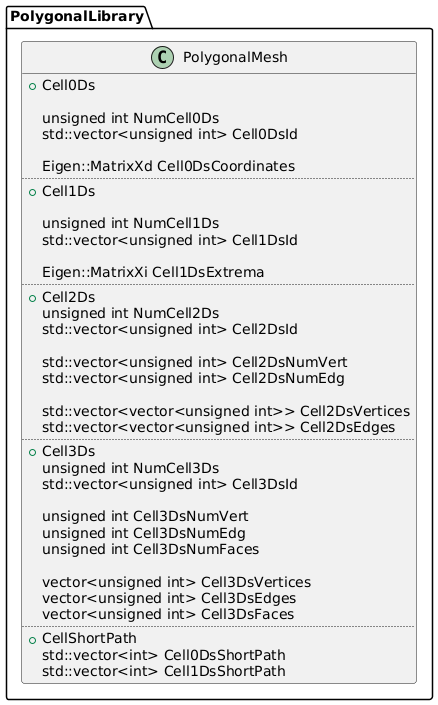 PolygonalLibrary
C PolygonalMesh
Cell0Ds
unsigned int NumCell0Ds
std::vector<unsigned int> Cell0DsId
Eigen::MatrixXd Cell0DsCoordinates
Cell1Ds
unsigned int NumCell1Ds
std::vector<unsigned int> Cell1DsId
Eigen::MatrixXi Cell1DsExtrema
Cell2Ds
unsigned int NumCell2Ds
std::vector<unsigned int> Cell2DsId
std::vector<unsigned int> Cell2DsNumVert
std::vector<unsigned int> Cell2DsNumEdg
std::vector<vector<unsigned int>> Cell2DsVertices
std::vector<vector<unsigned int>> Cell2DsEdges
Cell3Ds
unsigned int NumCell3Ds
std::vector<unsigned int> Cell3DsId
unsigned int Cell3DsNumVert
unsigned int Cell3DsNumEdg
unsigned int Cell3DsNumFaces
vector<unsigned int> Cell3DsVertices
vector<unsigned int> Cell3DsEdges
vector<unsigned int> Cell3DsFaces
CellShortPath
std::vector<int> Cell0DsShortPath
std::vector<int> Cell1DsShortPath